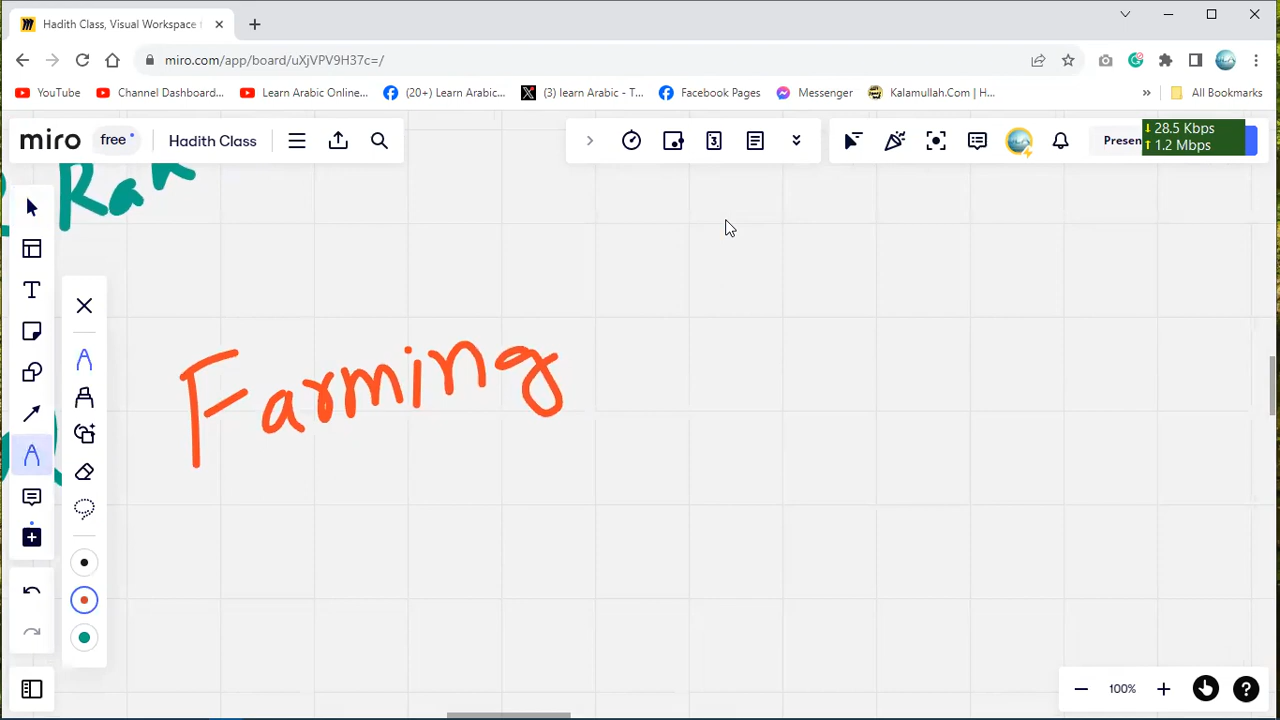 Hadith Class, Visual Workspace f
miro.com/app/board/uXjVPV9H37c=/
YouTube
Channel Dashboard...
Learn Arabic Online...
(20+) Learn Arabic...
(3) learn Arabic - T...
Facebook Pages
Messenger
Kalamullah.Com | H...
»
All Bookmarks
miro
free
Hadith Class
3
Presen
↓ 28.5 Kbps
↑ 1.2 Mbps
T
Farming
100%
?